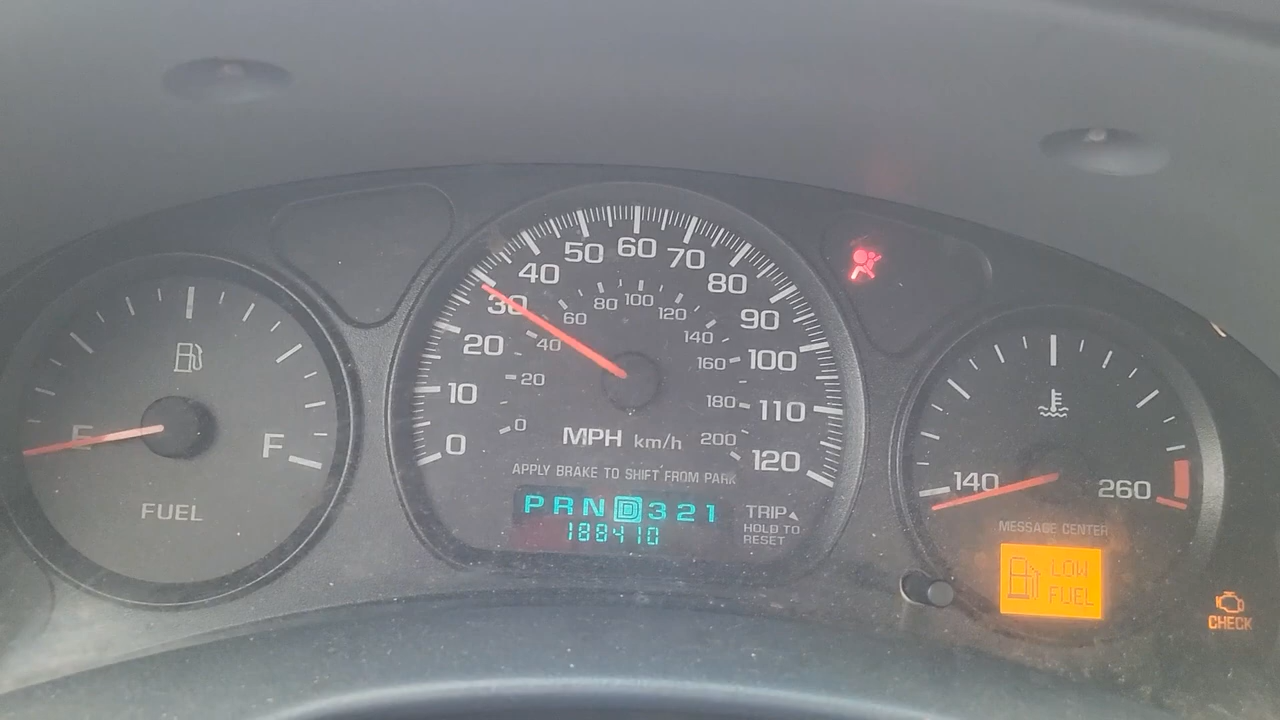 E
F
FUEL
0
10
20
30
40
50
60
70
80
90
100
110
120
0
20
40
60
80
100
120
140
160
180
200
MPH km/h
APPLY BRAKE TO SHIFT FROM PARK
PRND321
188410
TRIP
HOLD TO
RESET
140
260
MESSAGE CENTER
LOW
FUEL
CHECK